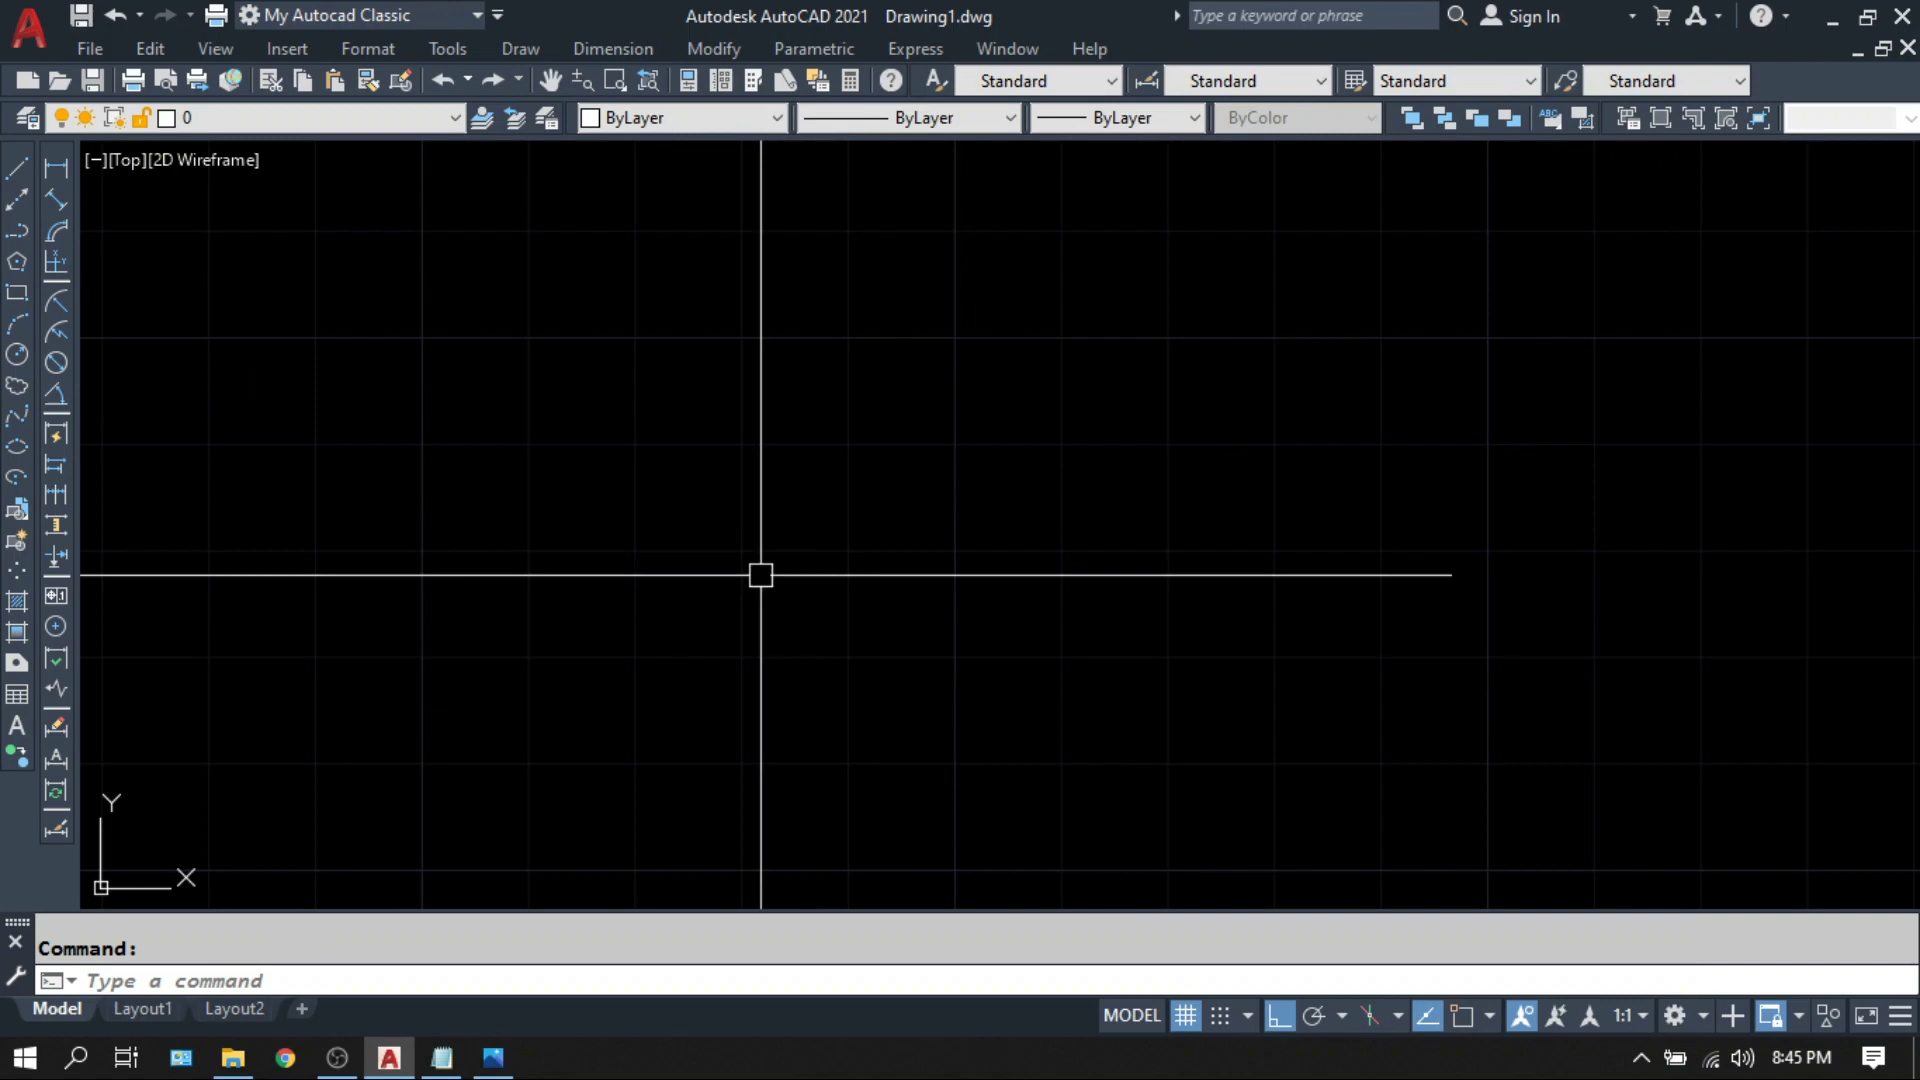 My Autocad Classic
Autodesk AutoCAD 2021 Drawing1.dwg
Type a keyword or phrase
Sign In
File Edit View Insert Format Tools Draw Dimension Modify Parametric Express Window Help
Standard Standard Standard Standard
0 ByLayer ByLayer ByLayer ByColor
[−][Top][2D Wireframe]
Y
X
Command:
Type a command
Model Layout1 Layout2 +
MODEL 1:1
8:45 PM